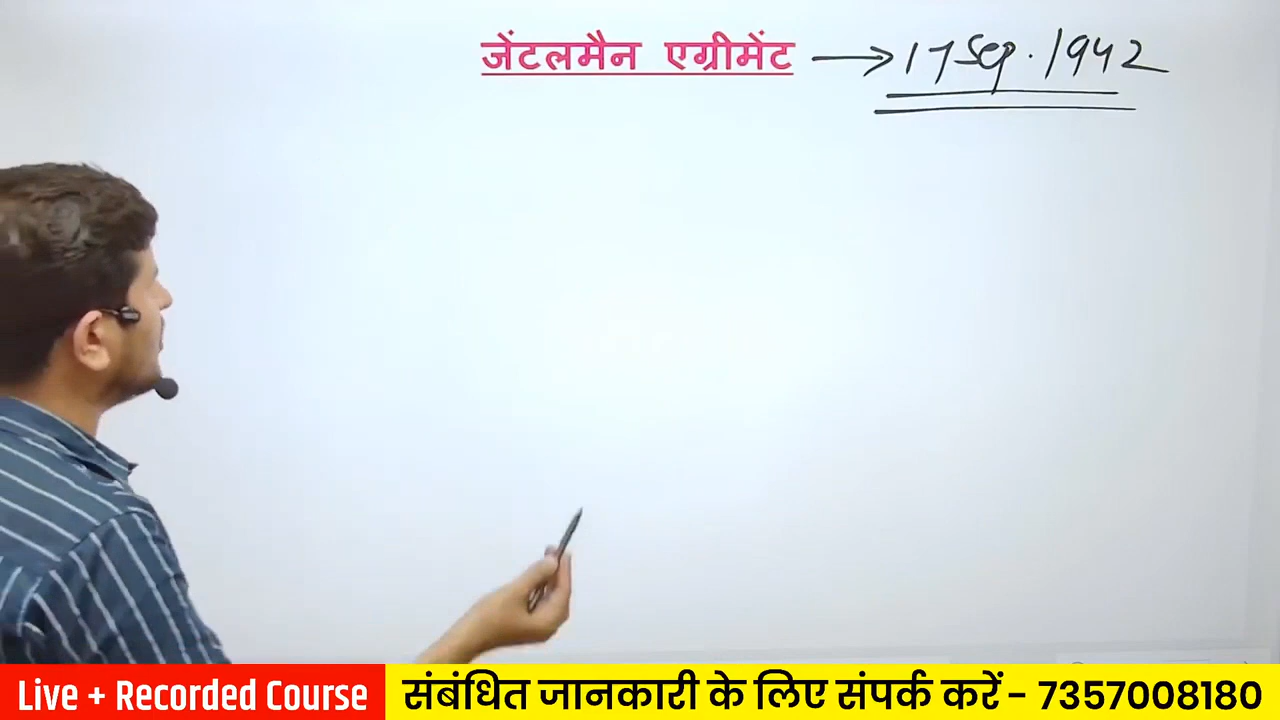 जेंटलमैन एग्रीमेंट → 17 Sep. 1942
Live + Recorded Course संबंधित जानकारी के लिए संपर्क करें - 7357008180